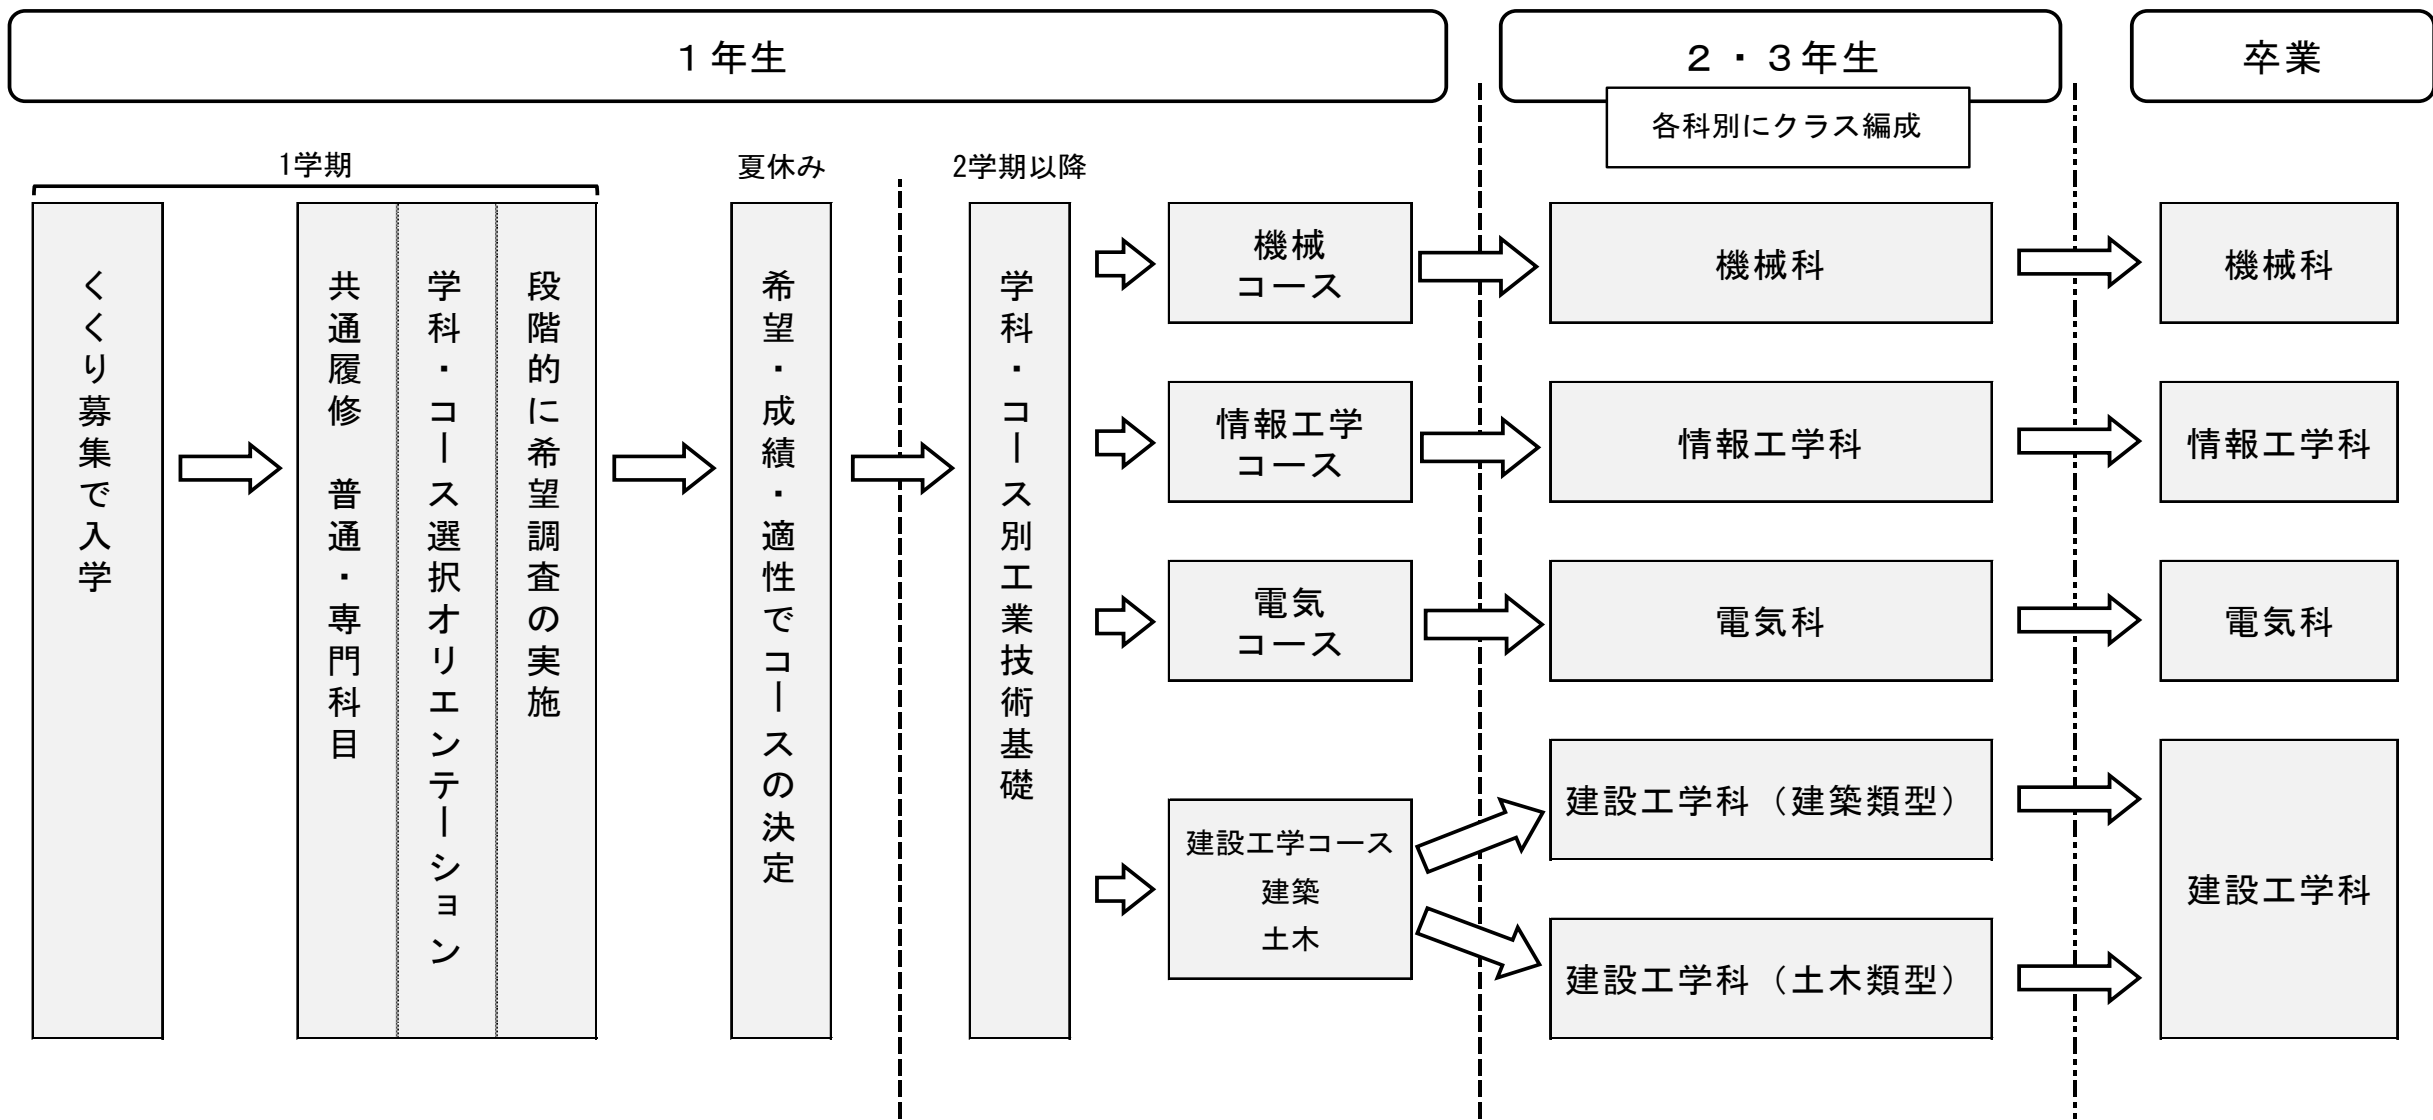 １年生
２・３年生
卒業
各科別にクラス編成
1学期
夏休み
2学期以降
くくり募集で入学
共通履修　普通・専門科目
学科・コース選択オリエンテーション
段階的に希望調査の実施
希望・成績・適性でコースの決定
学科・コース別工業技術基礎
機械
コース
機械科
機械科
情報工学
コース
情報工学科
情報工学科
電気
コース
電気科
電気科
建設工学コース
建築
土木
建設工学科（建築類型）
建設工学科（土木類型）
建設工学科